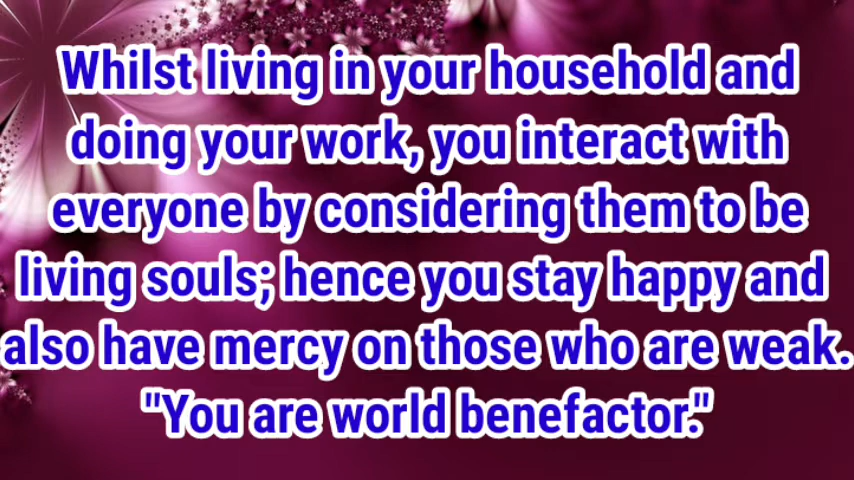 Whilst living in your household and
doing your work, you interact with
everyone by considering them to be
living souls; hence you stay happy and
also have mercy on those who are weak.
"You are world benefactor."